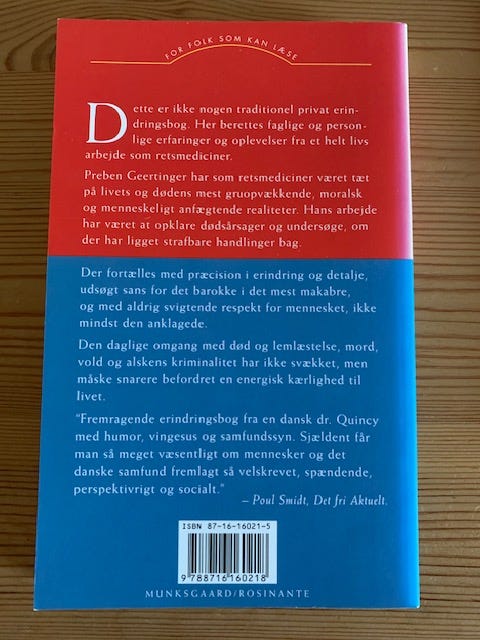 FOR FOLK SOM KAN LÆSE
Dette er ikke nogen traditionel privat erin-
dringsbog. Her berettes faglige og person-
lige erfaringer og oplevelser fra et helt livs
arbejde som retsmediciner.
Preben Geertinger har som retsmediciner været tæt
på livets og dødens mest gruopvækkende, moralsk
og menneskeligt anfægtende realiteter. Hans arbejde
har været at opklare dødsårsager og undersøge, om
der har ligget strafbare handlinger bag.
Der fortælles med præcision i erindring og detalje,
udsøgt sans for det barokke i det mest makabre,
og med aldrig svigtende respekt for mennesket, ikke
mindst den anklagede.
Den daglige omgang med død og lemlæstelse, mord,
vold og alskens kriminalitet har ikke svækket, men
måske snarere befordret en energisk kærlighed til
livet.
"Fremragende erindringsbog fra en dansk dr. Quincy
med humor, vingesus og samfundssyn. Sjældent får
man så meget væsentligt om mennesker og det
danske samfund fremlagt så velskrevet, spændende,
perspektivrigt og socialt."
– Poul Smidt, Det fri Aktuelt.
ISBN 87-16-16021-5
9 788716 160218
MUNKSGAARD/ROSINANTE